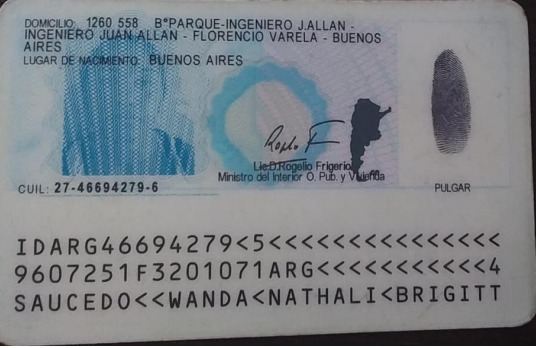 DOMICILIO: 1260 558 B°PARQUE-INGENIERO J.ALLAN -
INGENIERO JUAN ALLAN - FLORENCIO VARELA - BUENOS
AIRES
LUGAR DE NACIMIENTO: BUENOS AIRES
Lic.D.Rogelio Frigerio
Ministro del Interior O. Pub. y Vivienda
CUIL: 27-46694279-6
PULGAR
IDARG46694279<5<<<<<<<<<<<<<<<
9607251F3201071ARG<<<<<<<<<<<4
SAUCEDO<<WANDA<NATHALI<BRIGITT